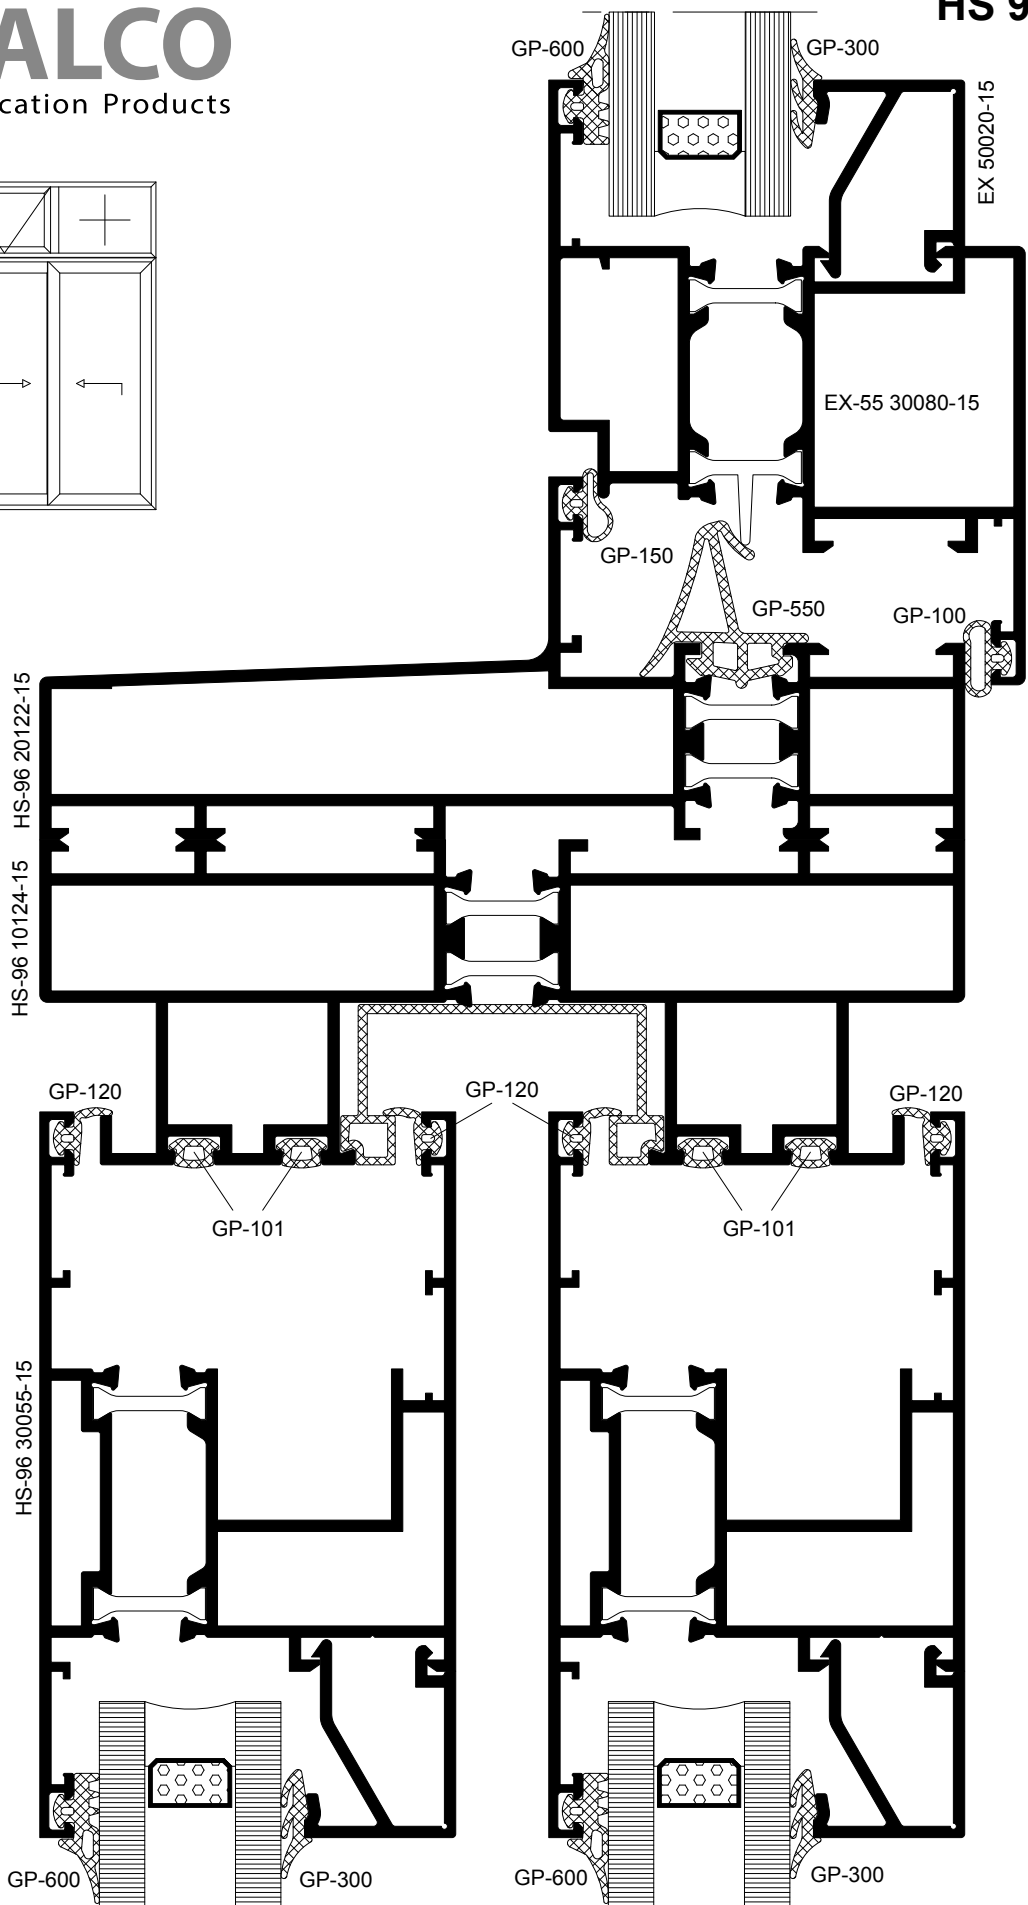 HS 9
ALCO
cation Products
GP-600
GP-300
EX 50020-15
EX-55 30080-15
GP-150
GP-550
GP-100
HS-96 20122-15
HS-96 10124-15
GP-120
GP-120
GP-120
GP-101
GP-101
HS-96 30055-15
GP-600
GP-300
GP-600
GP-300